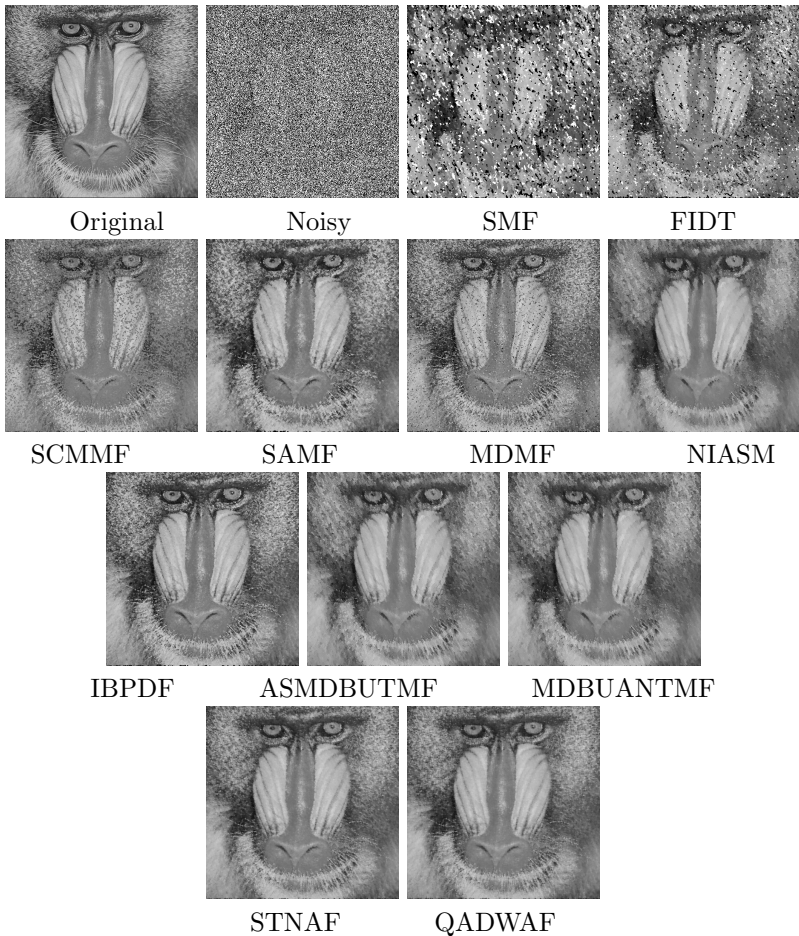 Original Noisy SMF FIDT
SCMMF SAMF MDMF NIASM
IBPDF ASMDBUTMF MDBUANTMF
STNAF QADWAF